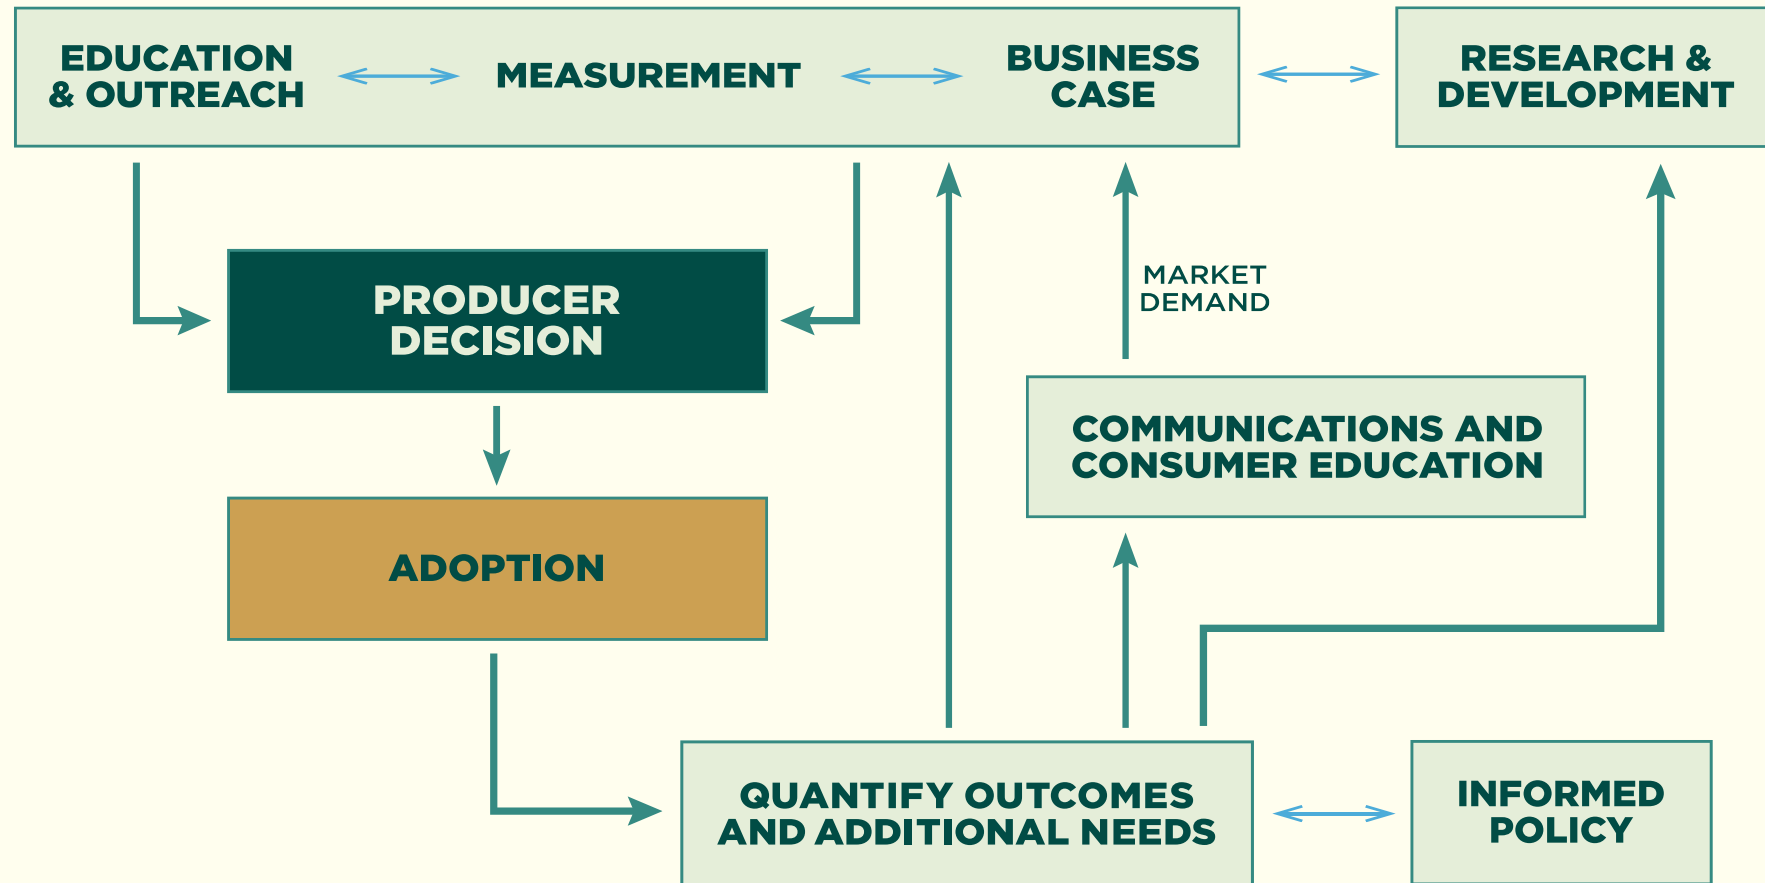 EDUCATION
& OUTREACH
MEASUREMENT
BUSINESS
CASE
RESEARCH &
DEVELOPMENT
PRODUCER
DECISION
MARKET
DEMAND
COMMUNICATIONS AND
CONSUMER EDUCATION
ADOPTION
QUANTIFY OUTCOMES
AND ADDITIONAL NEEDS
INFORMED
POLICY